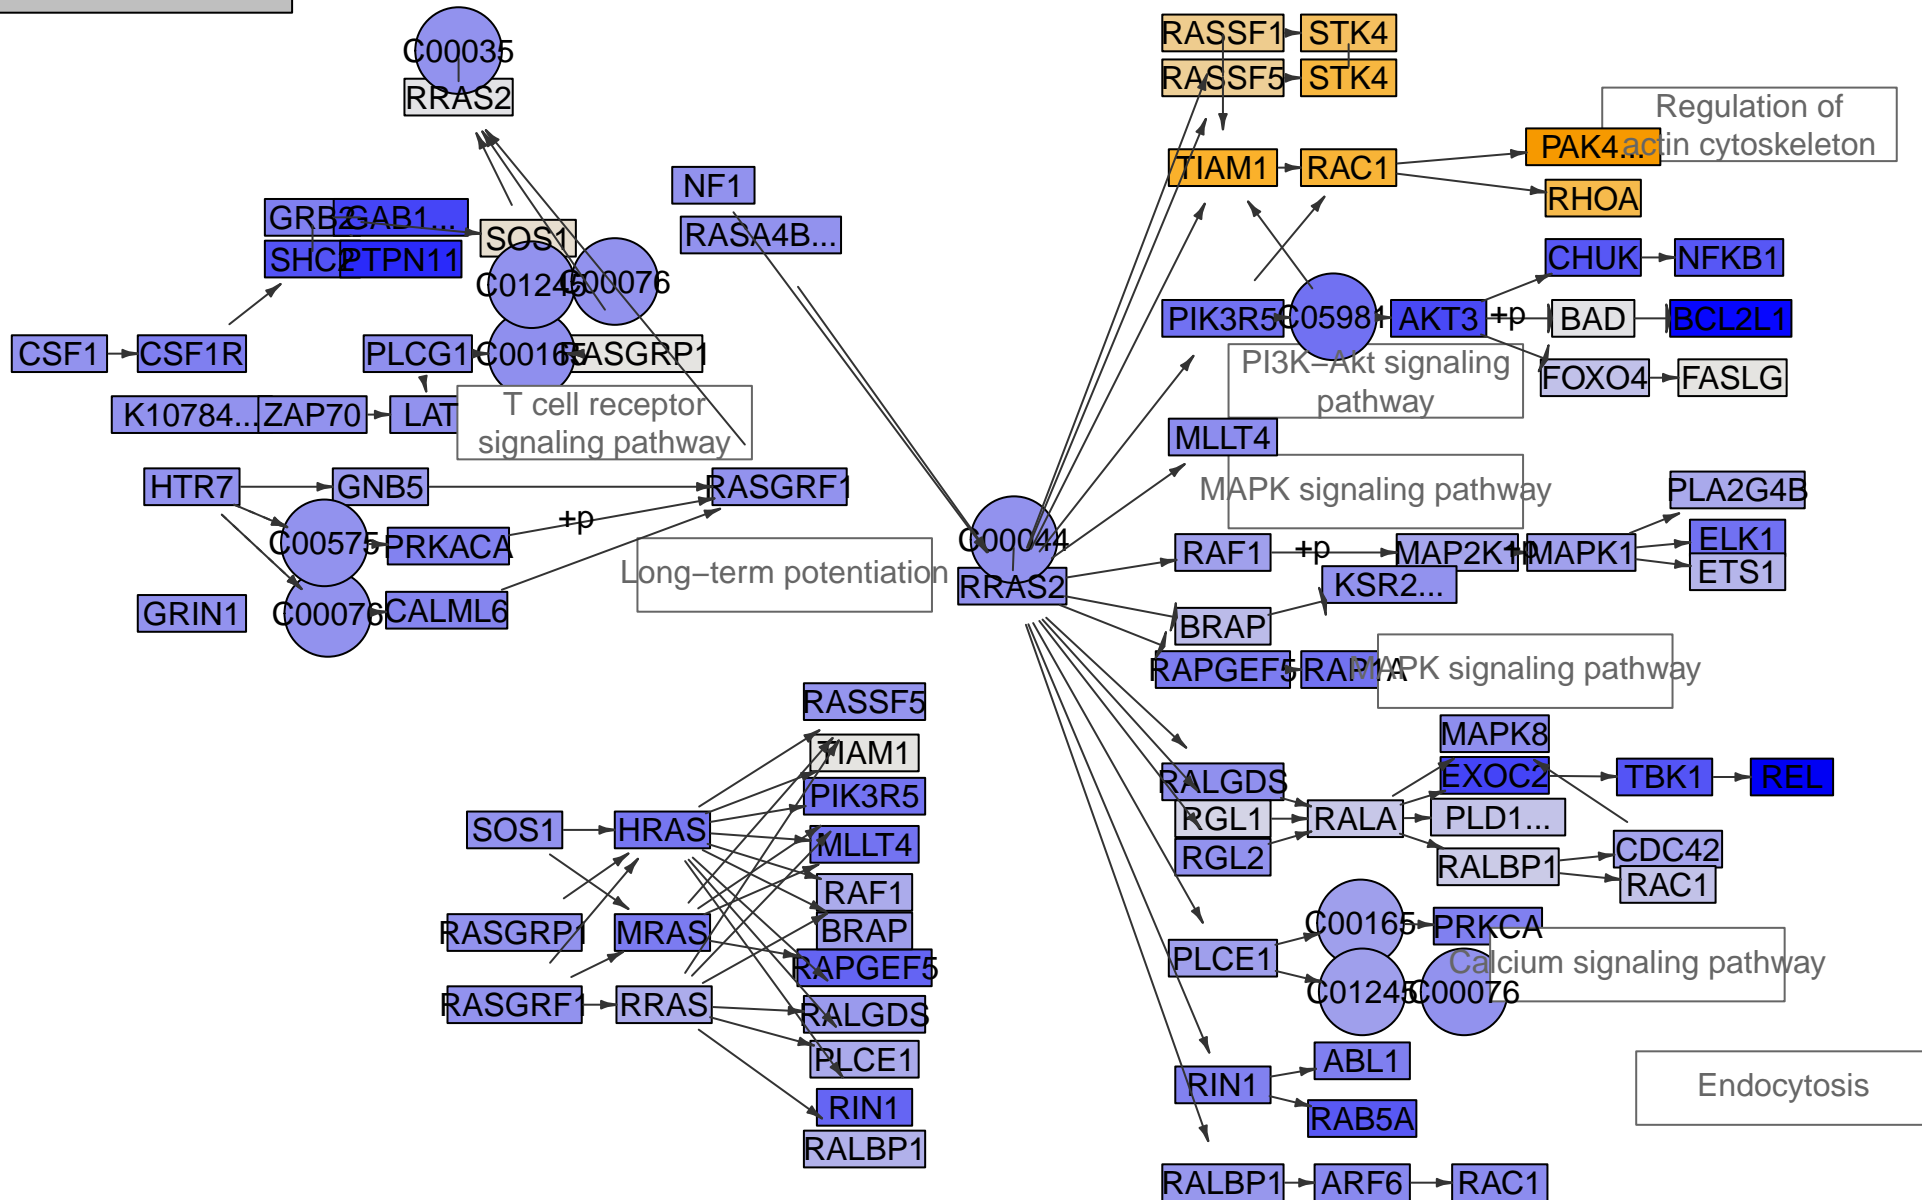 C00035
RRAS2
RASSF1
STK4
RASSF5
STK4
Regulation of
actin cytoskeleton
PAK4...
TIAM1
RAC1
RHOA
NF1
RASA4B...
GRB2
GAB1...
SOS1
SHC2
PTPN11
C01245
C00076
CHUK
NFKB1
PIK3R5
C05981
AKT3
+p
BAD
BCL2L1
CSF1
CSF1R
PLCG1
C00165
RASGRP1
PI3K–Akt signaling
pathway
FOXO4
FASLG
K10784...
ZAP70
LAT
T cell receptor
signaling pathway
MLLT4
HTR7
GNB5
RASGRF1
MAPK signaling pathway
PLA2G4B
+p
C00575
PRKACA
C00044
RRAS2
RAF1
+p
MAP2K1
+p
MAPK1
ELK1
ETS1
Long–term potentiation
KSR2...
GRIN1
C00076
CALML6
BRAP
RAPGEF5
RAP1A
MAPK signaling pathway
RASSF5
TIAM1
PIK3R5
MAPK8
RALGDS
EXOC2
TBK1
REL
SOS1
HRAS
MLLT4
RGL1
RALA
PLD1...
RGL2
RALBP1
CDC42
RAC1
RAF1
RASGRP1
MRAS
BRAP
RAPGEF5
C00165
PRKCA
PLCE1
Calcium signaling pathway
C01245
C00076
RASGRF1
RRAS
RALGDS
PLCE1
RIN1
RALBP1
RIN1
ABL1
RAB5A
Endocytosis
RALBP1
ARF6
RAC1